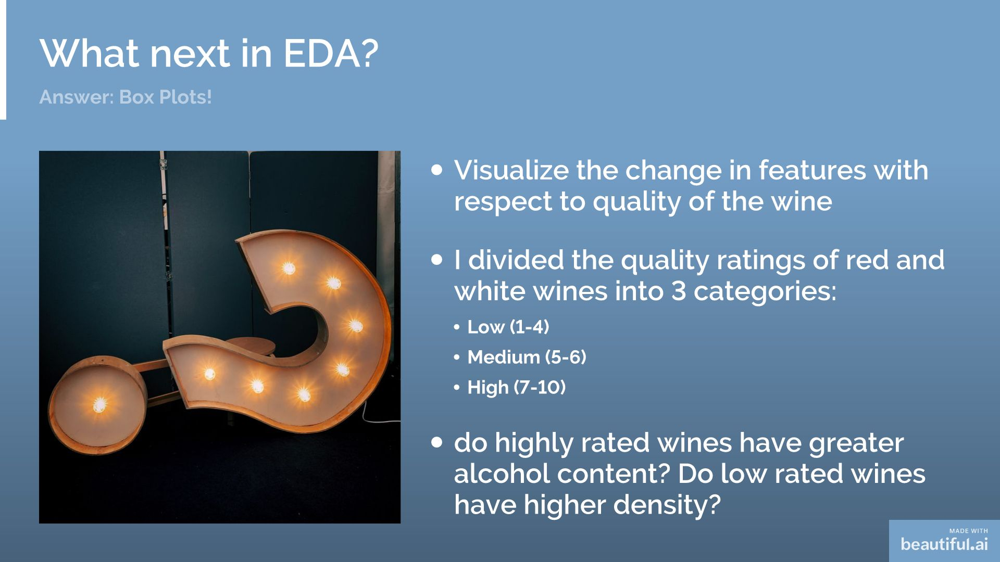 What next in EDA?
Answer: Box Plots!
• Visualize the change in features with
respect to quality of the wine
• I divided the quality ratings of red and
white wines into 3 categories:
• Low (1-4)
• Medium (5-6)
• High (7-10)
• do highly rated wines have greater
alcohol content? Do low rated wines
have higher density?
MADE WITH
beautiful.ai